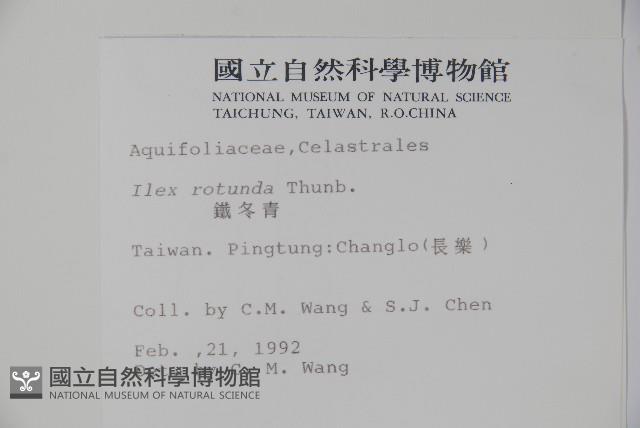 國立自然科學博物館
NATIONAL MUSEUM OF NATURAL SCIENCE
TAICHUNG, TAIWAN, R.O.CHINA
Aquifoliaceae,Celastrales
Ilex rotunda Thunb.
鐵冬青
Taiwan. Pingtung:Changlo(長樂)
Coll. by C.M. Wang & S.J. Chen
Feb. ,21, 1992
Det. by C. M. Wang
國立自然科學博物館
NATIONAL MUSEUM OF NATURAL SCIENCE